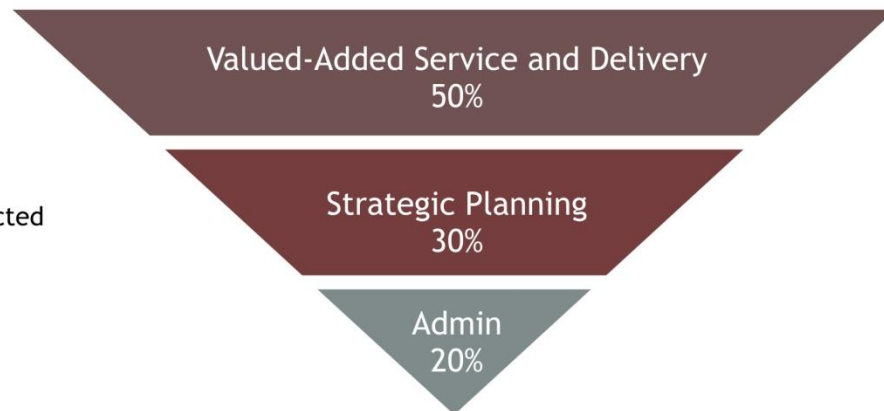 Valued-Added Service and Delivery
50%
Strategic Planning
30%
Admin
20%